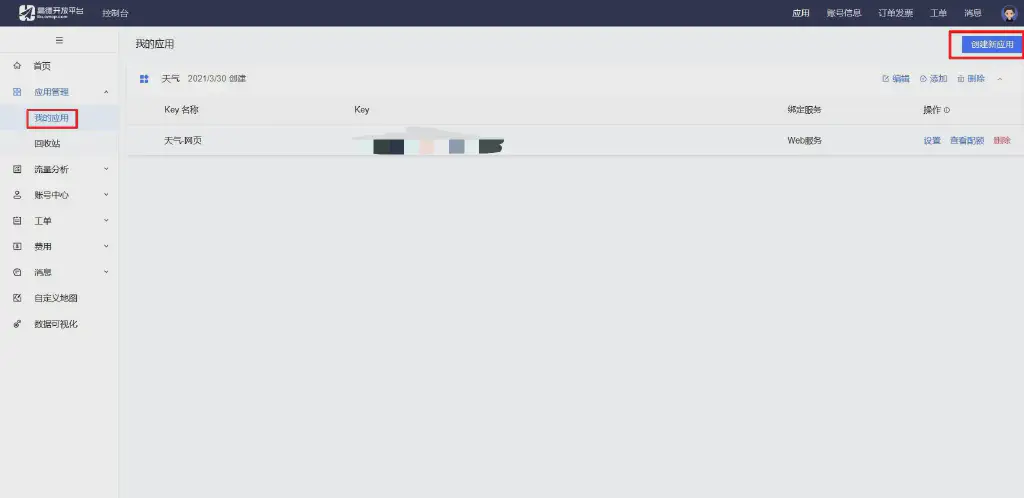 高德开放平台 控制台 应用 账号信息 订单发票 工单 消息
lbs.amap.com
我的应用 创建新应用
首页
应用管理
我的应用
回收站
流量分析
账号中心
工单
费用
消息
自定义地图
数据可视化
天气 2021/3/30 创建 编辑 添加 删除
Key 名称 Key 绑定服务 操作
天气-网页 Web服务 设置 查看配额 删除